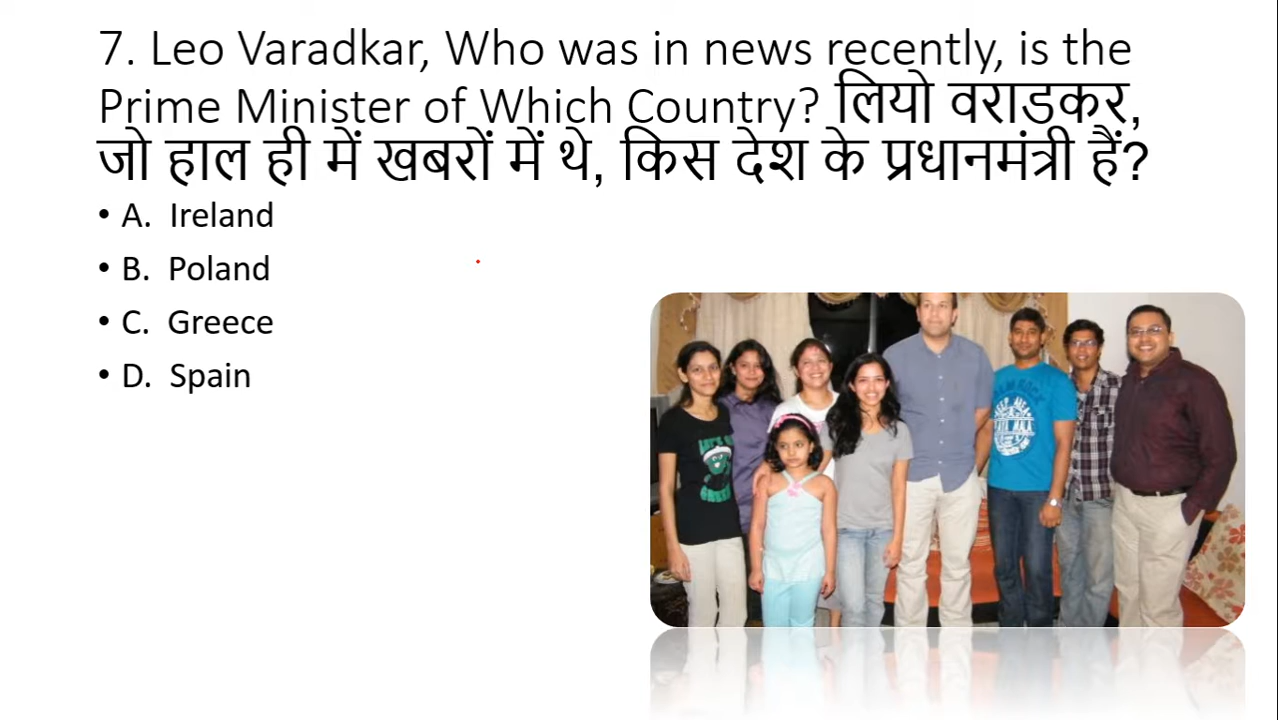 7. Leo Varadkar, Who was in news recently, is the
Prime Minister of Which Country? लियो वराडकर,
जो हाल ही में खबरों में थे, किस देश के प्रधानमंत्री हैं?
• A. Ireland
• B. Poland
• C. Greece
• D. Spain